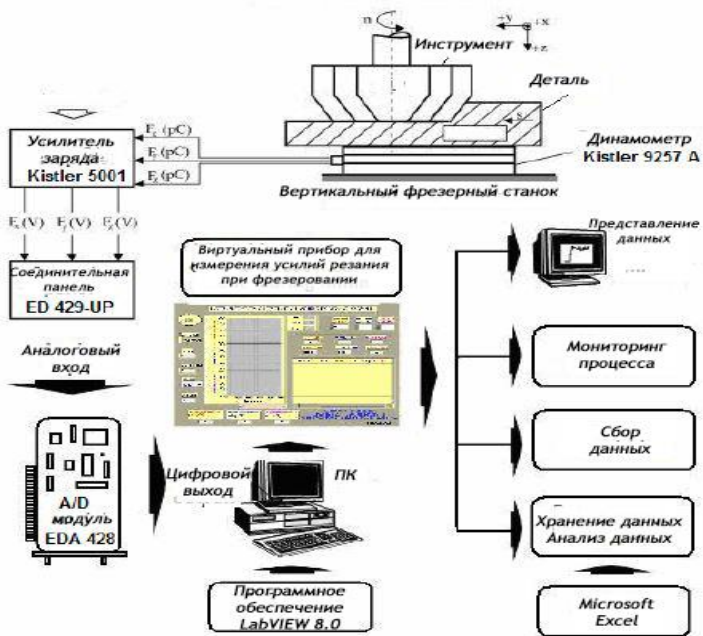 n
+y
+x
+z
Инструмент
Деталь
s
Динамометр
Kistler 9257 A
Вертикальный фрезерный станок
Усилитель
заряда
Kistler 5001
(pC)
(pC)
(pC)
(V)
(V)
(V)
Соединительная
панель
ED 429-UP
Аналоговый
вход
A/D
модуль
EDA 428
Цифровой
выход
ПК
Виртуальный прибор для
измерения усилий резания
при фрезеровании
Программное
обеспечение
LabVIEW 8.0
Представление
данных
....
Мониторинг
процесса
Сбор
данных
Хранение данных
Анализ данных
Microsoft
Excel